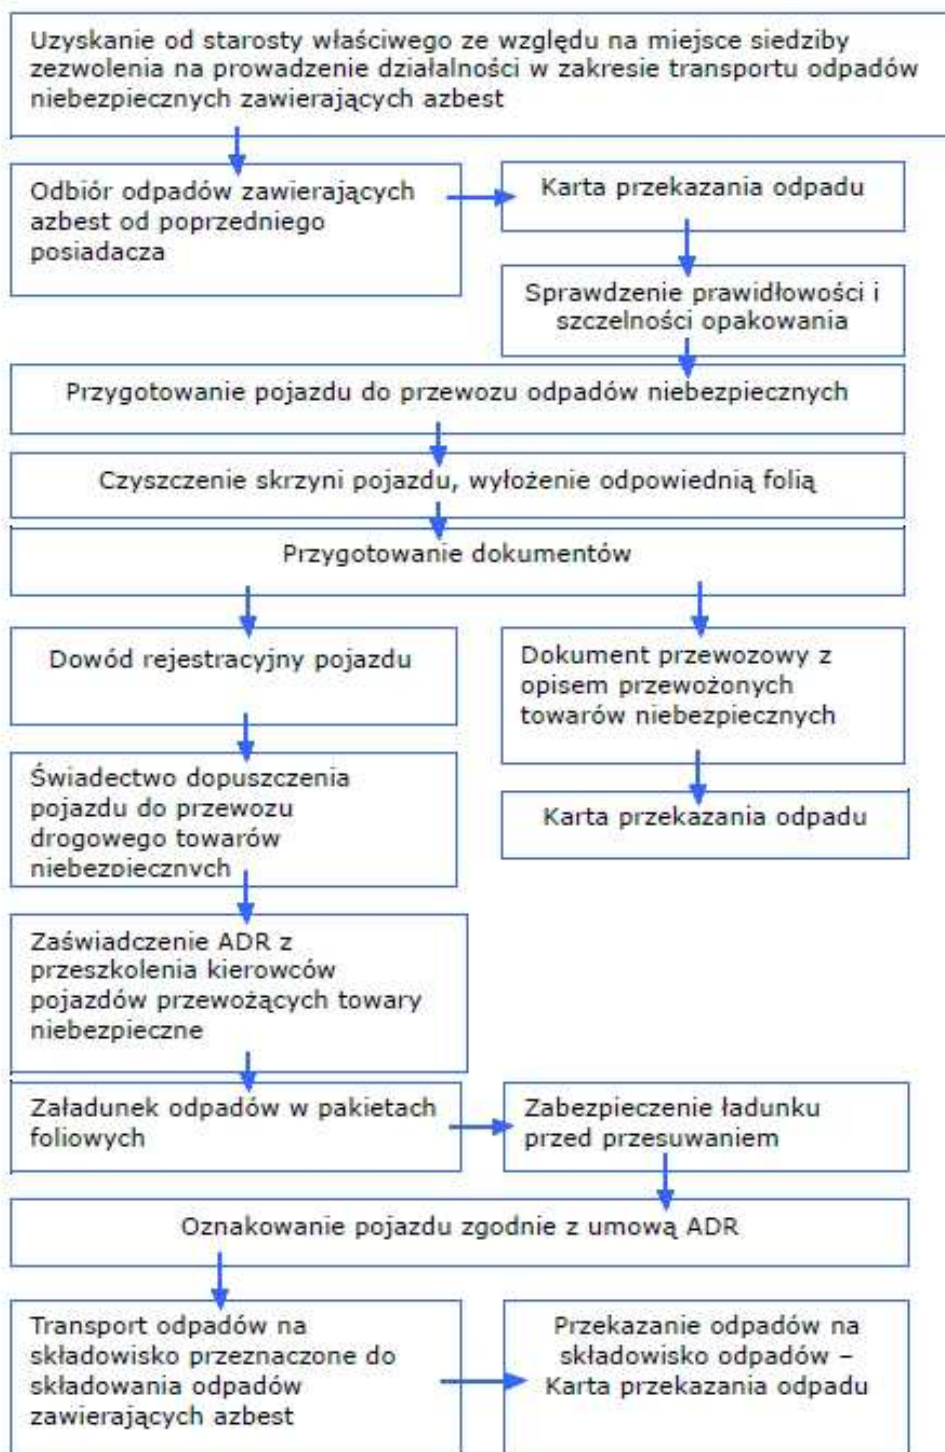 Uzyskanie od starosty właściwego ze względu na miejsce siedziby
zezwolenia na prowadzenie działalności w zakresie transportu odpadów
niebezpiecznych zawierających azbest
Odbiór odpadów zawierających
azbest od poprzedniego
posiadacza
Karta przekazania odpadu
Sprawdzenie prawidłowości i
szczelności opakowania
Przygotowanie pojazdu do przewozu odpadów niebezpiecznych
Czyszczenie skrzyni pojazdu, wyłożenie odpowiednią folią
Przygotowanie dokumentów
Dowód rejestracyjny pojazdu
Dokument przewozowy z
opisem przewożonych
towarów niebezpiecznych
Świadectwo dopuszczenia
pojazdu do przewozu
drogowego towarów
niebezpiecznych
Karta przekazania odpadu
Zaświadczenie ADR z
przeszkolenia kierowców
pojazdów przewożących towary
niebezpieczne
Załadunek odpadów w pakietach
foliowych
Zabezpieczenie ładunku
przed przesuwaniem
Oznakowanie pojazdu zgodnie z umową ADR
Transport odpadów na
składowisko przeznaczone do
składowania odpadów
zawierających azbest
Przekazanie odpadów na
składowisko odpadów –
Karta przekazania odpadu